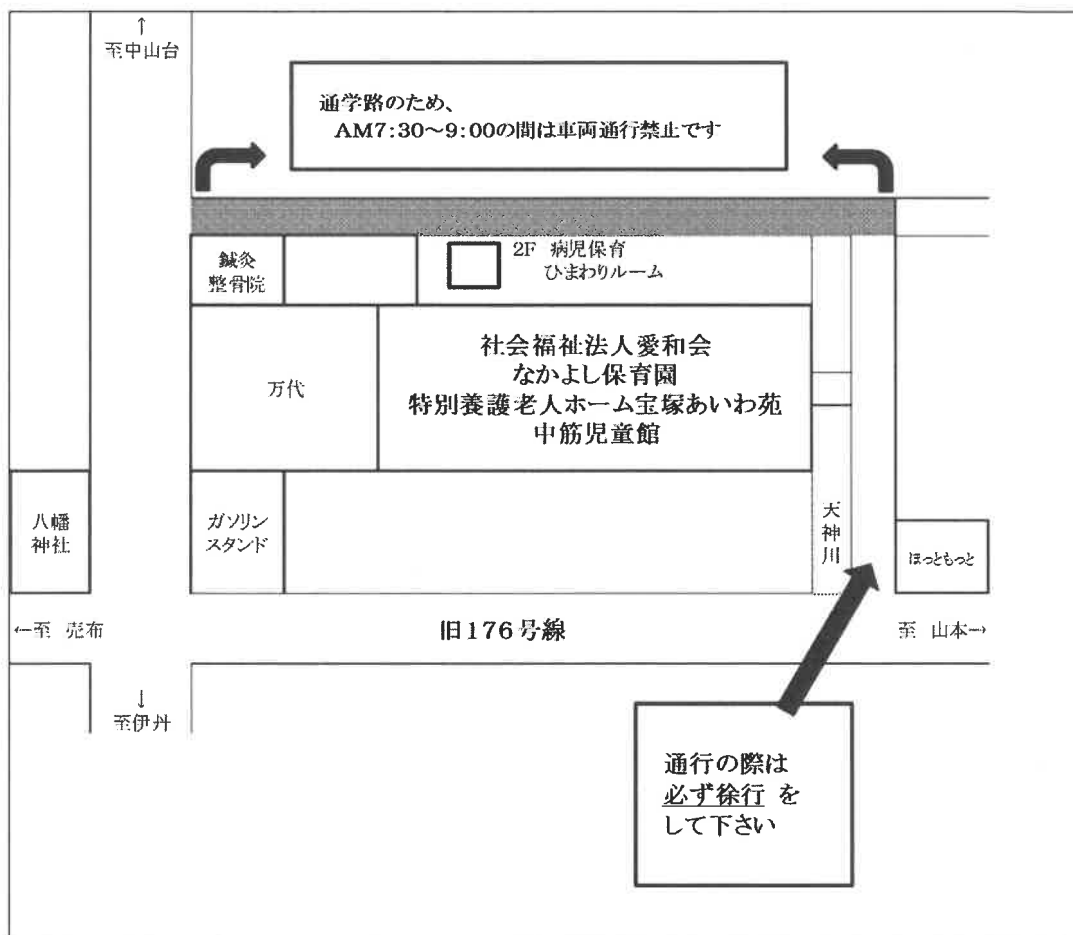 ↑
至中山台
通学路のため、
AM7:30～9:00の間は車両通行禁止です
鍼灸
整骨院
2F 病児保育
ひまわりルーム
万代
社会福祉法人愛和会
なかよし保育園
特別養護老人ホーム宝塚あいわ苑
中筋児童館
八幡
神社
ガソリン
スタンド
天
神
川
ほっともっと
←至 売布
旧176号線
至 山本→
↓
至伊丹
通行の際は
必ず徐行 を
して下さい